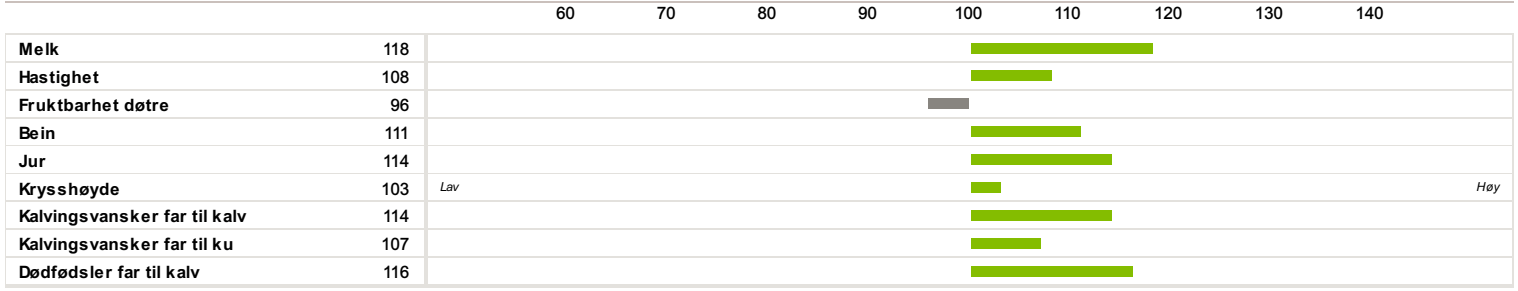 60 70 80 90 100 110 120 130 140
Melk 118
Hastighet 108
Fruktbarhet døtre 96
Bein 111
Jur 114
Krysshøyde 103 Lav Høy
Kalvingsvansker far til kalv 114
Kalvingsvansker far til ku 107
Dødfødsler far til kalv 116